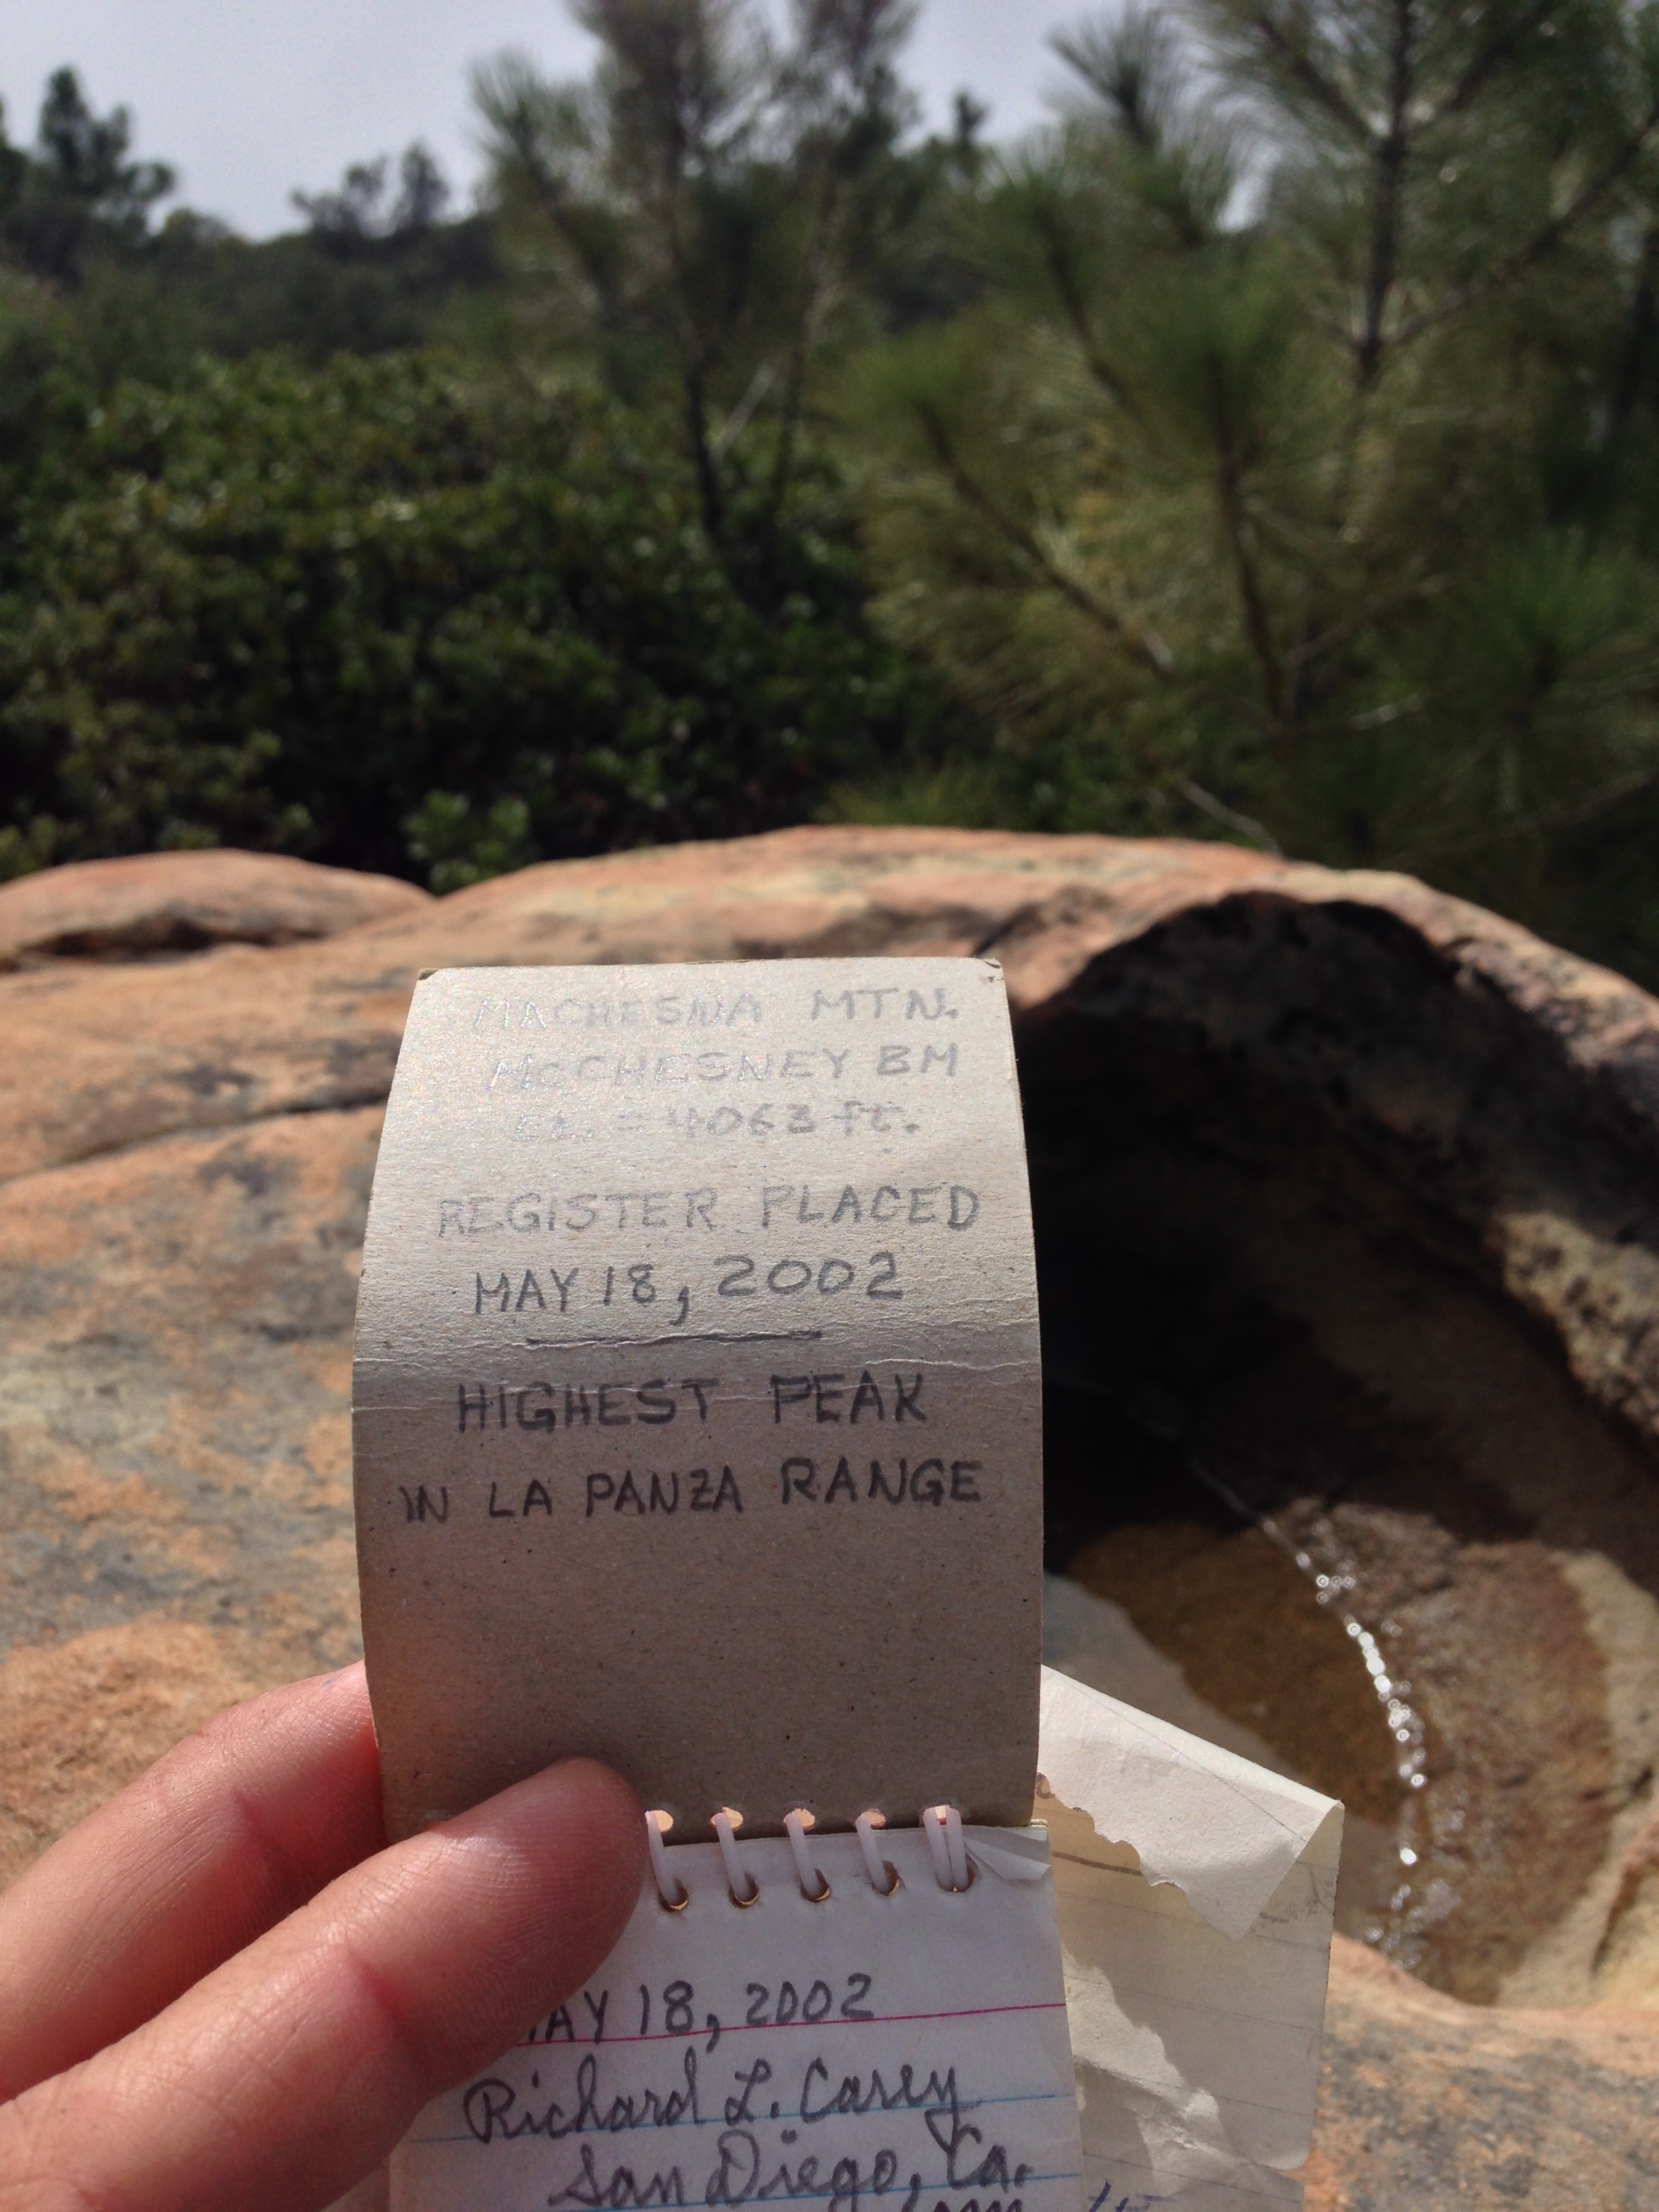 MACHESNA MTN.
McCHESNEY BM
EL. = 4063 ft.
REGISTER PLACED
MAY 18, 2002
HIGHEST PEAK
IN LA PANZA RANGE
MAY 18, 2002
Richard L. Carey
San Diego, Ca.